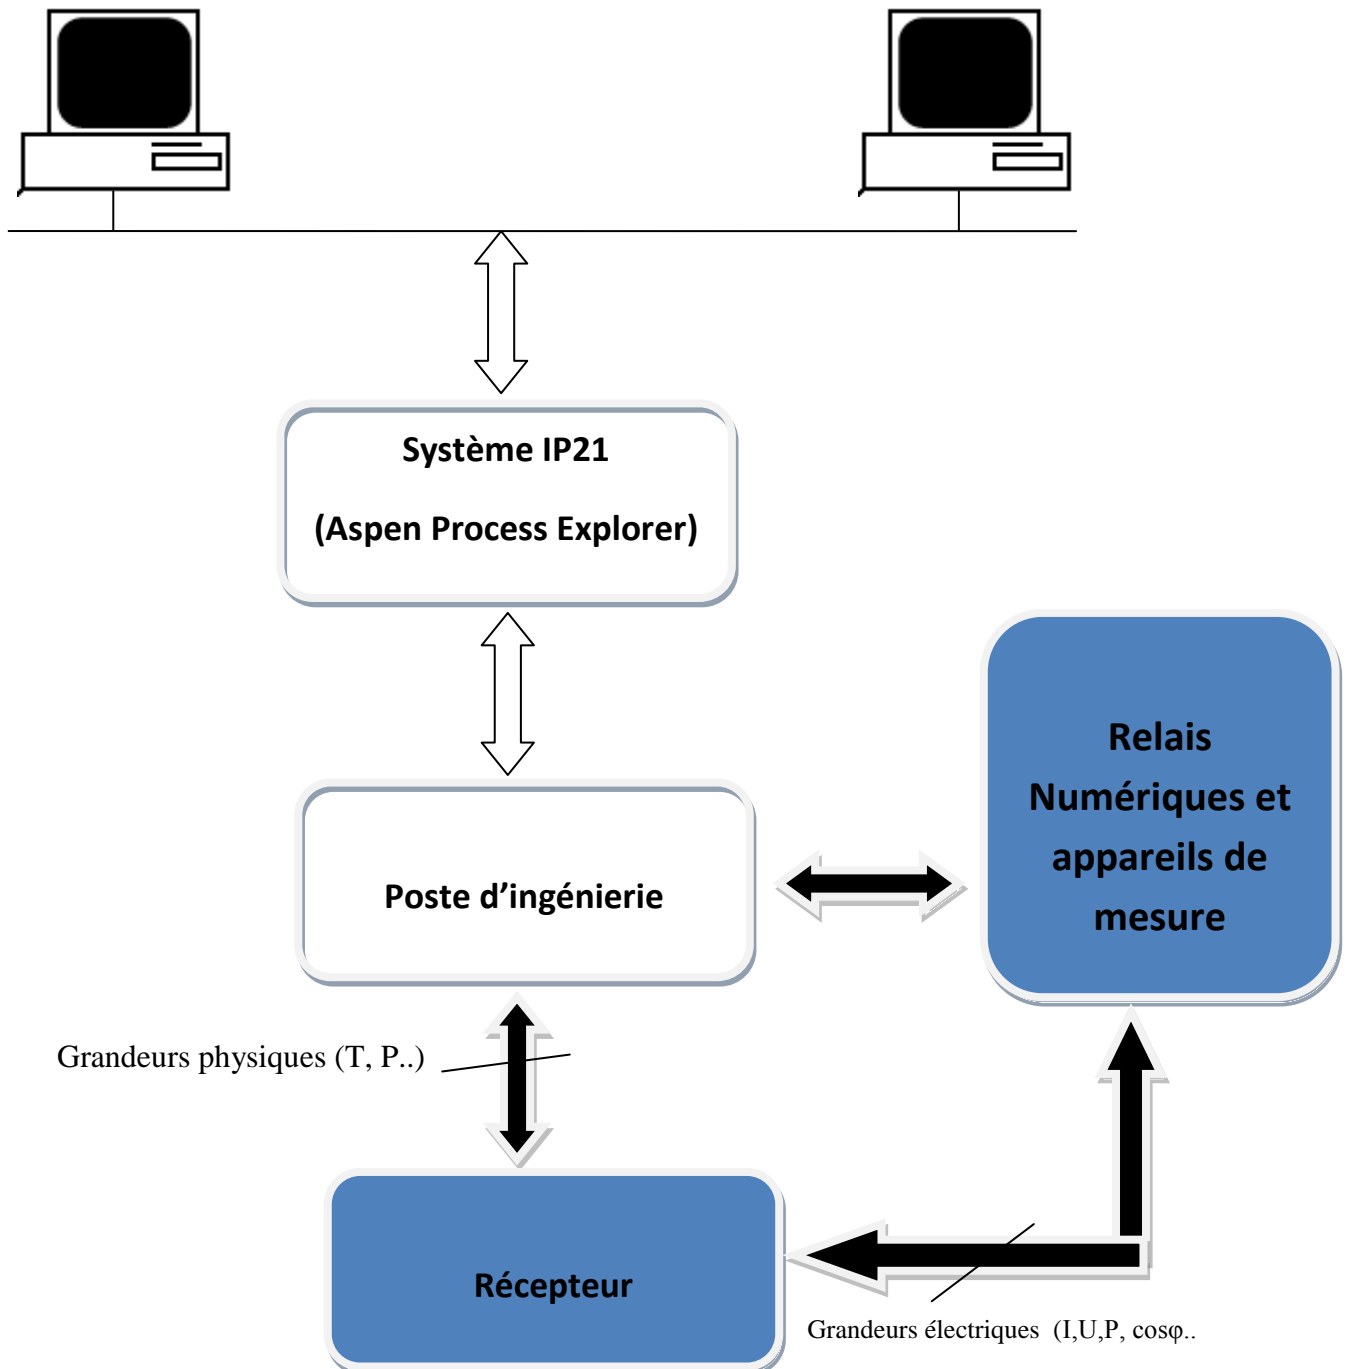 Système IP21
(Aspen Process Explorer)
Relais
Numériques et
appareils de
mesure
Poste d’ingénierie
Grandeurs physiques (T, P..)
Récepteur
Grandeurs électriques (I,U,P, cosφ..